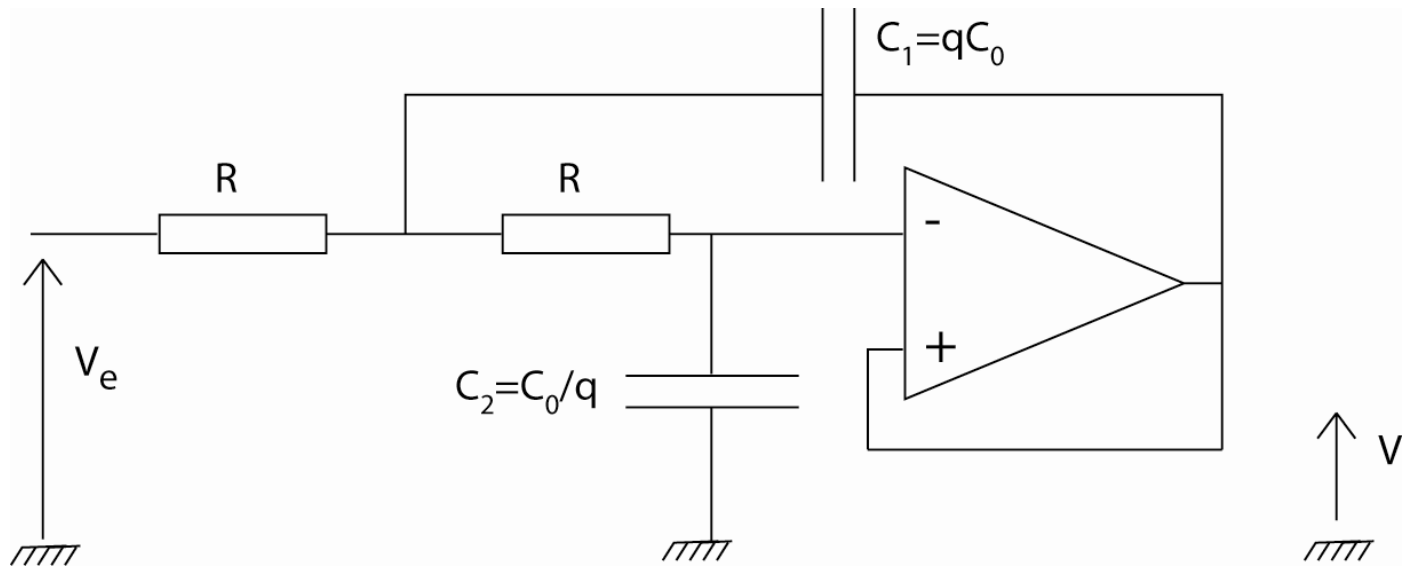 C₁=qC₀
R
R
-
+
Vₑ
C₂=C₀/q
V